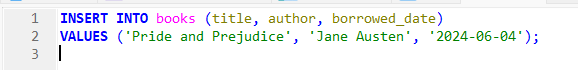 1 INSERT INTO books (title, author, borrowed_date)
2 VALUES ('Pride and Prejudice', 'Jane Austen', '2024-06-04');
3